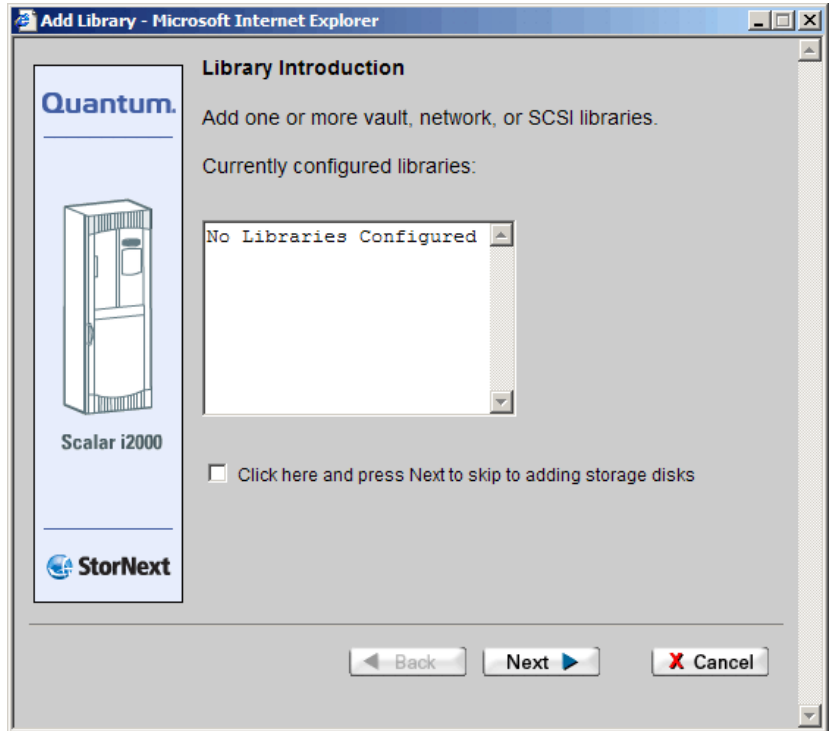 Add Library - Microsoft Internet Explorer
Quantum.
Scalar i2000
StorNext
Library Introduction
Add one or more vault, network, or SCSI libraries.
Currently configured libraries:
No Libraries Configured
Click here and press Next to skip to adding storage disks
Back
Next
X Cancel